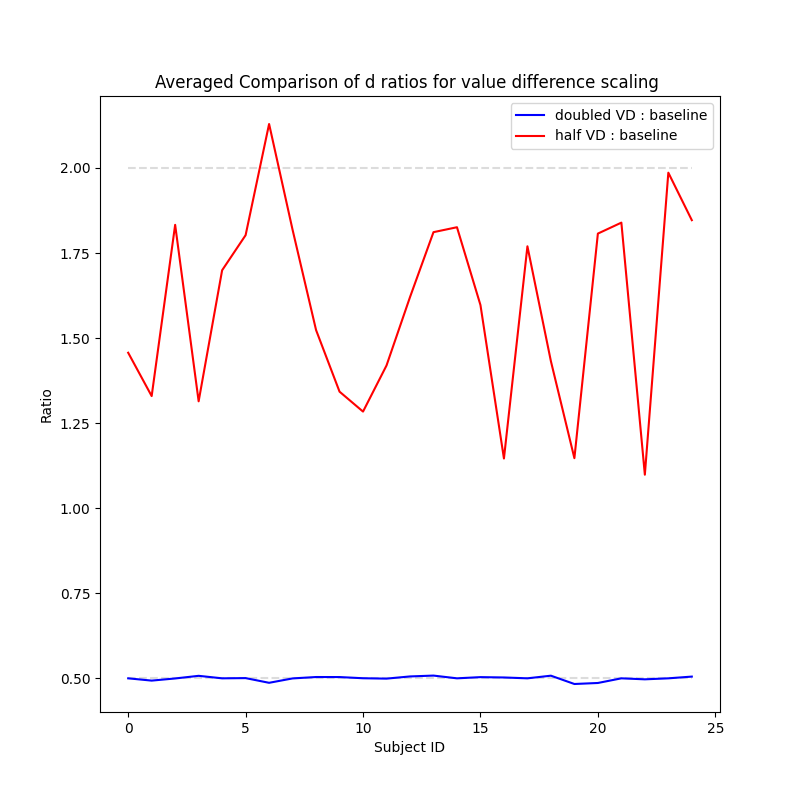 Averaged Comparison of d ratios for value difference scaling
doubled VD : baseline
half VD : baseline
2.00
1.75
1.50
1.25
1.00
0.75
0.50
Ratio
0 5 10 15 20 25
Subject ID